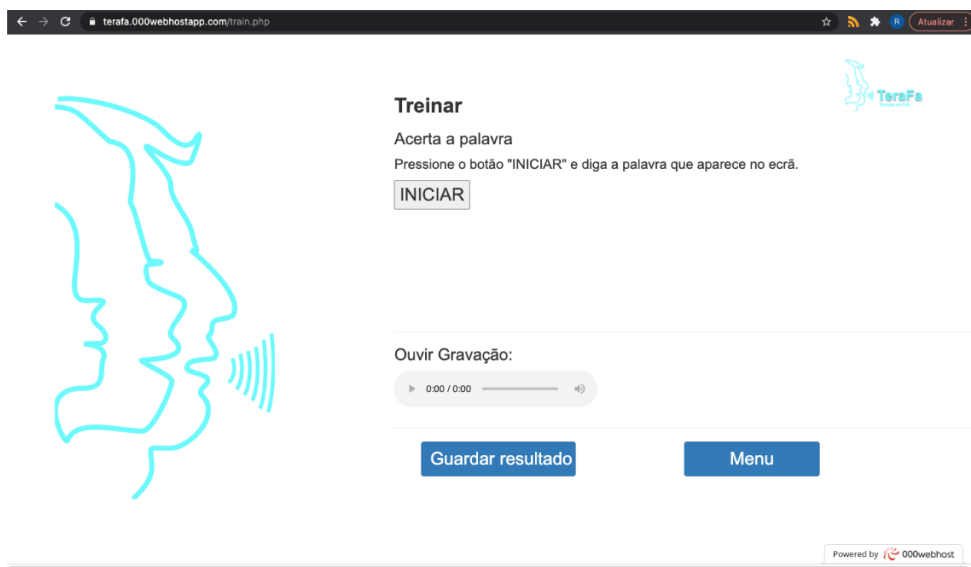 terafa.000webhostapp.com/train.php
R
Atualizar
TeraFa
Treinar
Acerta a palavra
Pressione o botão "INICIAR" e diga a palavra que aparece no ecrã.
INICIAR
Ouvir Gravação:
0:00 / 0:00
Guardar resultado
Menu
Powered by 000webhost